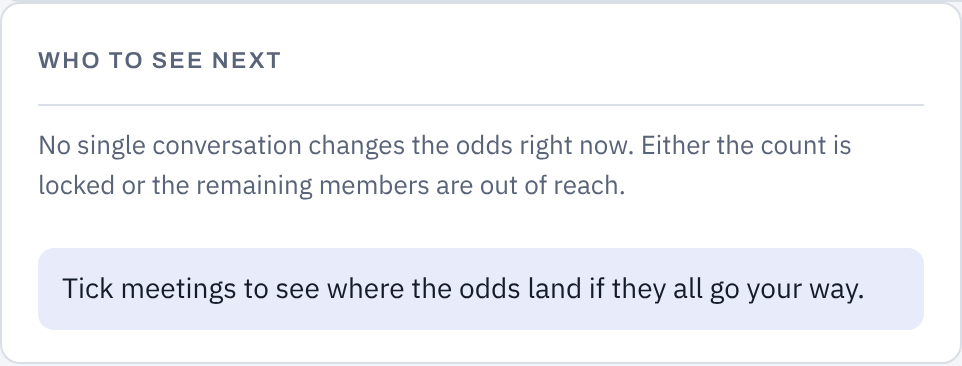 WHO TO SEE NEXT
No single conversation changes the odds right now. Either the count is
locked or the remaining members are out of reach.
Tick meetings to see where the odds land if they all go your way.